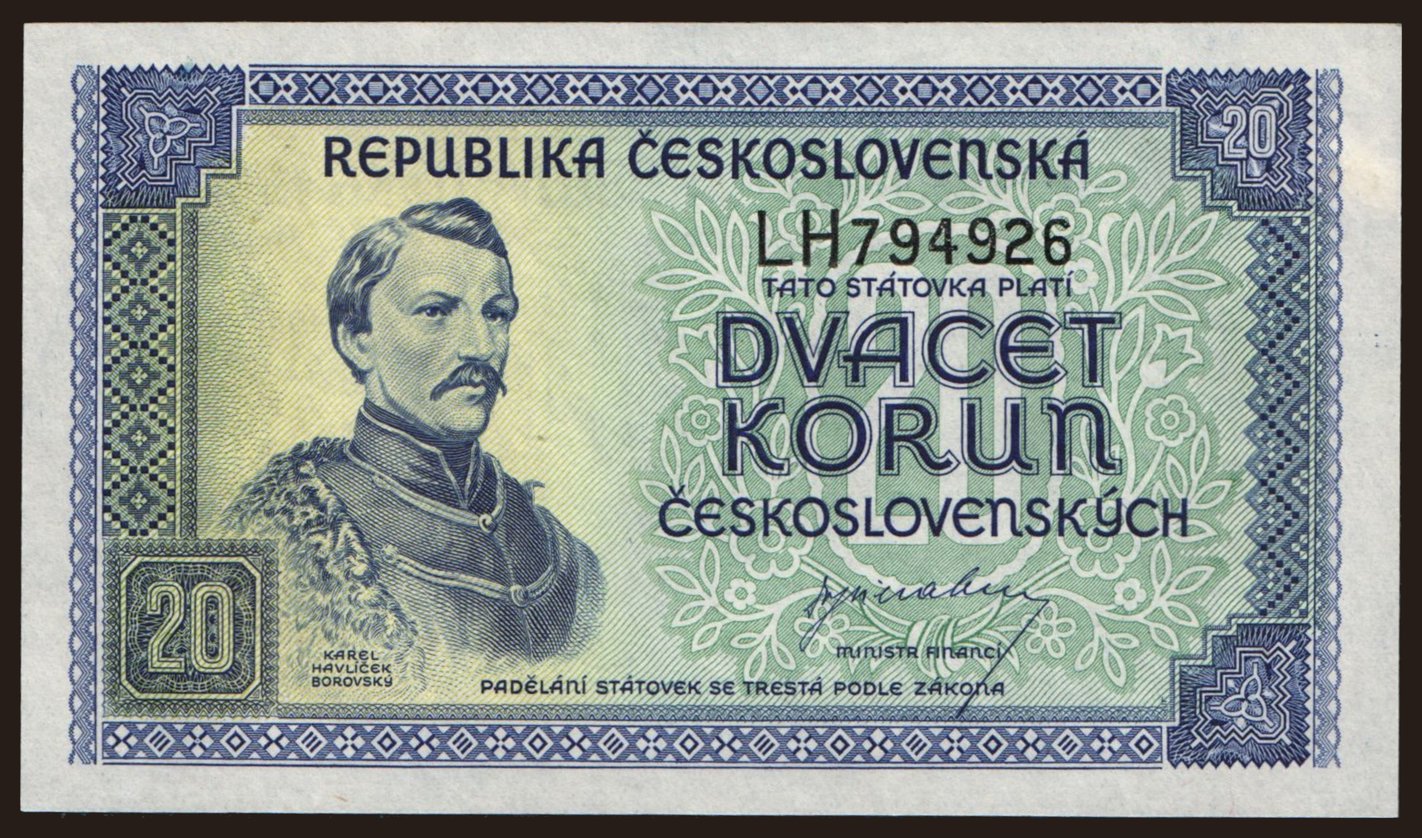 20
REPUBLIKA ČESKOSLOVENSKÁ
LH794926
TATO STÁTOVKA PLATÍ
DVACET
KORUN
ČESKOSLOVENSKÝCH
MINISTR FINANCÍ
20
KAREL
HAVLÍČEK
BOROVSKÝ
PADĚLÁNÍ STÁTOVEK SE TRESTÁ PODLE ZÁKONA